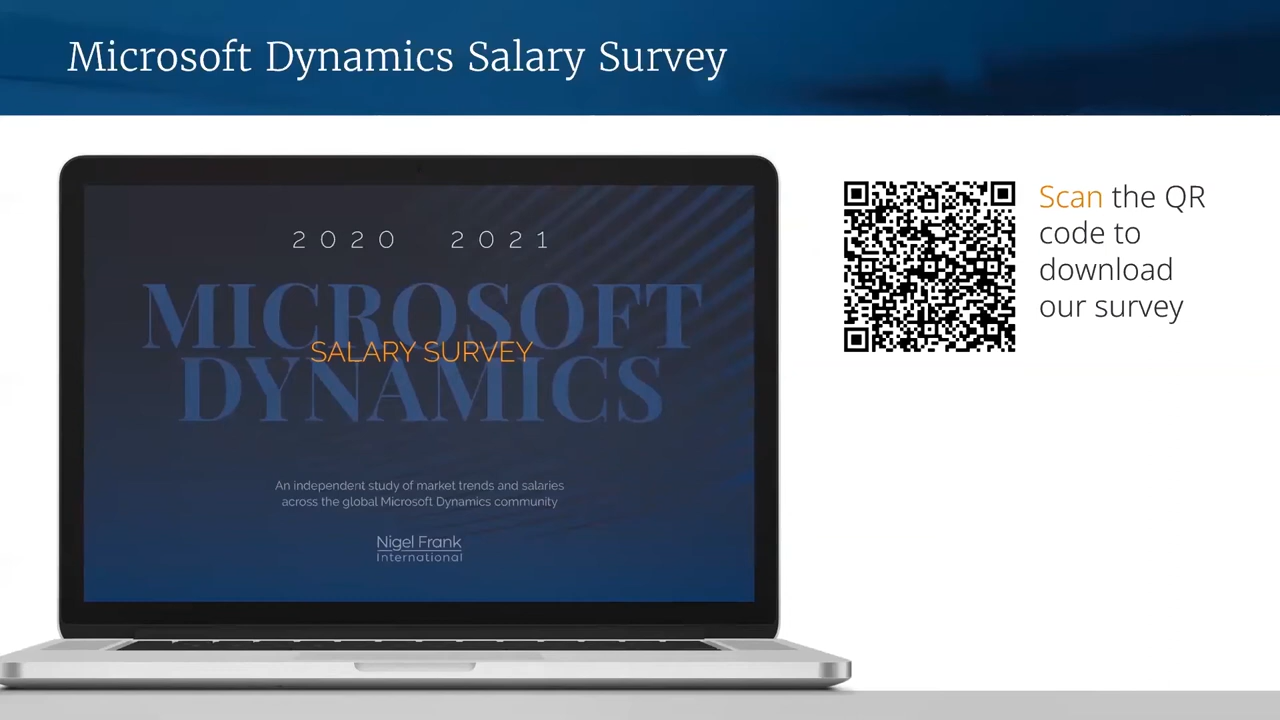 Microsoft Dynamics Salary Survey
2020 2021
MICROSOFT
SALARY SURVEY
DYNAMICS
An independent study of market trends and salaries
across the global Microsoft Dynamics community
Nigel Frank
International
Scan the QR
code to
download
our survey